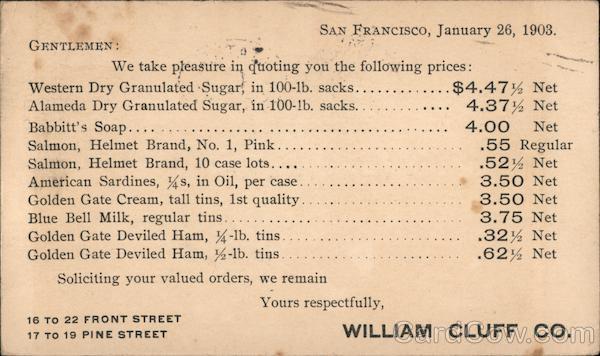 SAN FRANCISCO, January 26, 1903.
GENTLEMEN:
We take pleasure in quoting you the following prices:
Western Dry Granulated Sugar, in 100-lb. sacks............ $4.47½ Net
Alameda Dry Granulated Sugar, in 100-lb. sacks............ 4.37½ Net
Babbitt's Soap............ 4.00 Net
Salmon, Helmet Brand, No. 1, Pink............ .55 Regular
Salmon, Helmet Brand, 10 case lots............ .52½ Net
American Sardines, ¼s, in Oil, per case............ 3.50 Net
Golden Gate Cream, tall tins, 1st quality............ 3.50 Net
Blue Bell Milk, regular tins............ 3.75 Net
Golden Gate Deviled Ham, ¼-lb. tins............ .32½ Net
Golden Gate Deviled Ham, ½-lb. tins............ .62½ Net
Soliciting your valued orders, we remain
Yours respectfully,
16 TO 22 FRONT STREET
17 TO 19 PINE STREET
WILLIAM CLUFF CO.
CardCow.com